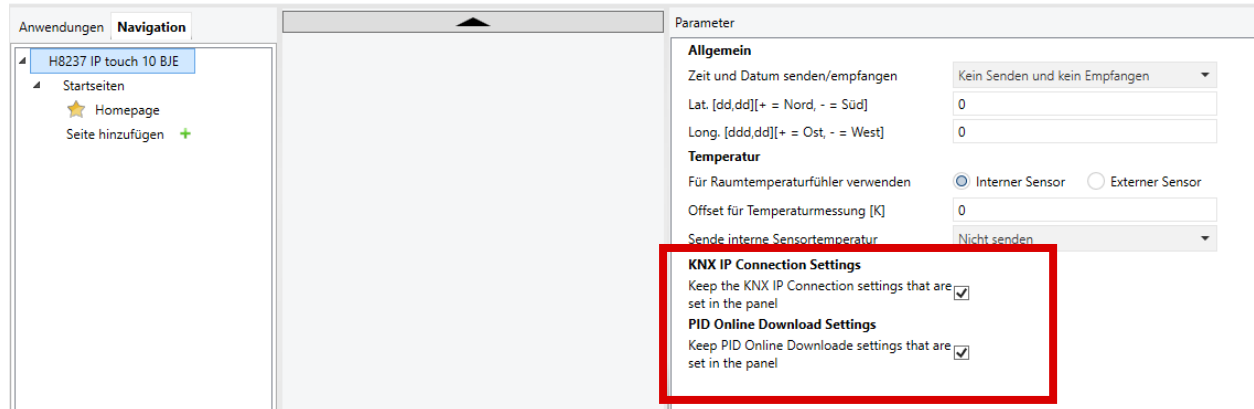 Anwendungen Navigation
H8237 IP touch 10 BJE
Startseiten
Homepage
Seite hinzufügen +
Parameter
Allgemein
Zeit und Datum senden/empfangen Kein Senden und kein Empfangen
Lat. [dd,dd][+ = Nord, - = Süd] 0
Long. [ddd,dd][+ = Ost, - = West] 0
Temperatur
Für Raumtemperaturfühler verwenden Interner Sensor Externer Sensor
Offset für Temperaturmessung [K] 0
Sende interne Sensortemperatur Nicht senden
KNX IP Connection Settings
Keep the KNX IP Connection settings that are
set in the panel
PID Online Download Settings
Keep PID Online Downloade settings that are
set in the panel